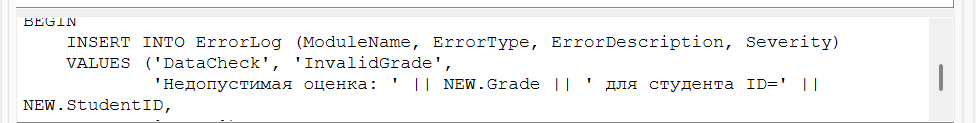 BEGIN
    INSERT INTO ErrorLog (ModuleName, ErrorType, ErrorDescription, Severity)
    VALUES ('DataCheck', 'InvalidGrade',
            'Недопустимая оценка: ' || NEW.Grade || ' для студента ID=' ||
NEW.StudentID,